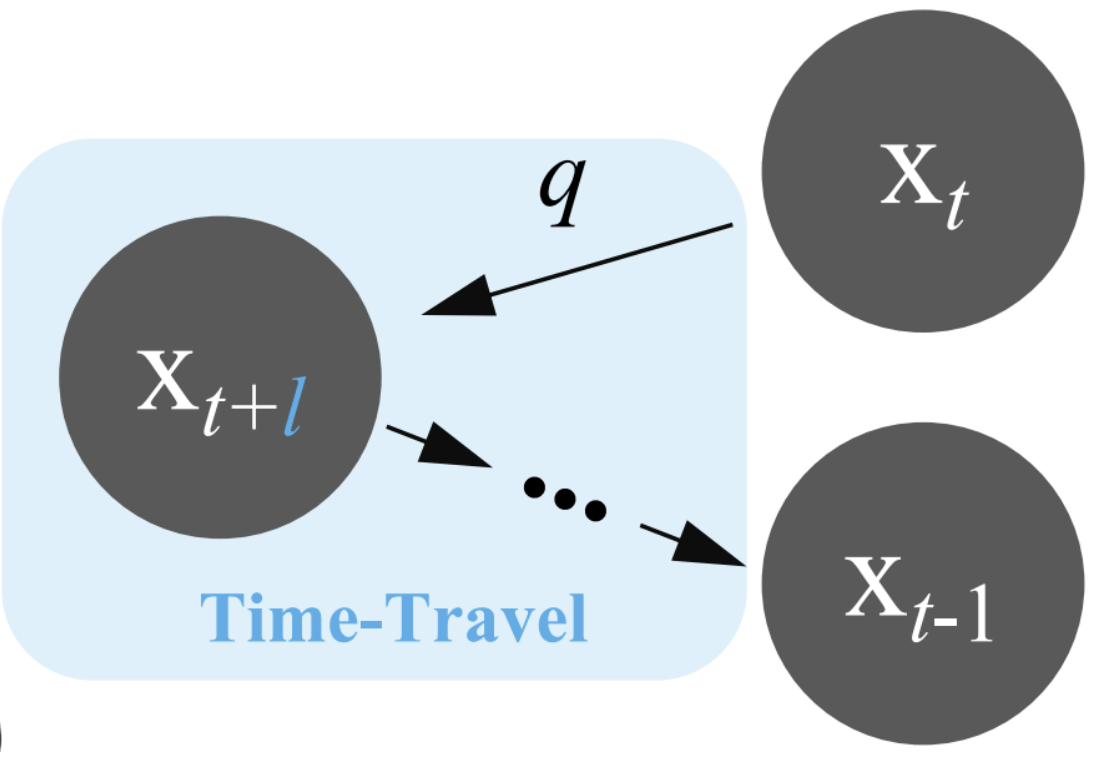 q
x_t
x_{t+l}
Time-Travel
x_{t-1}